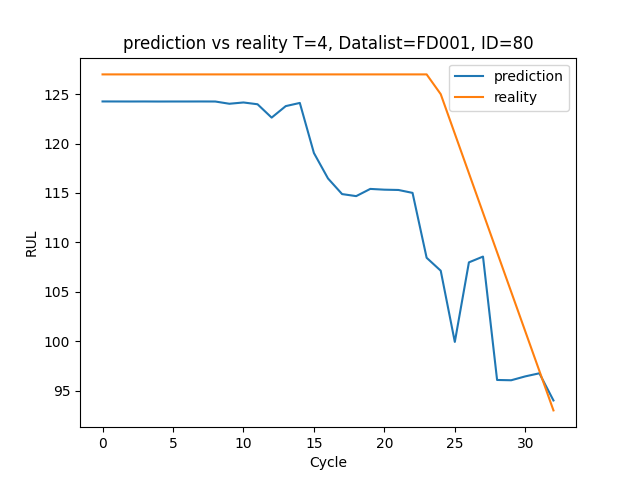 prediction vs reality T=4, Datalist=FD001, ID=80
prediction
reality
RUL
125
120
115
110
105
100
95
0 5 10 15 20 25 30
Cycle